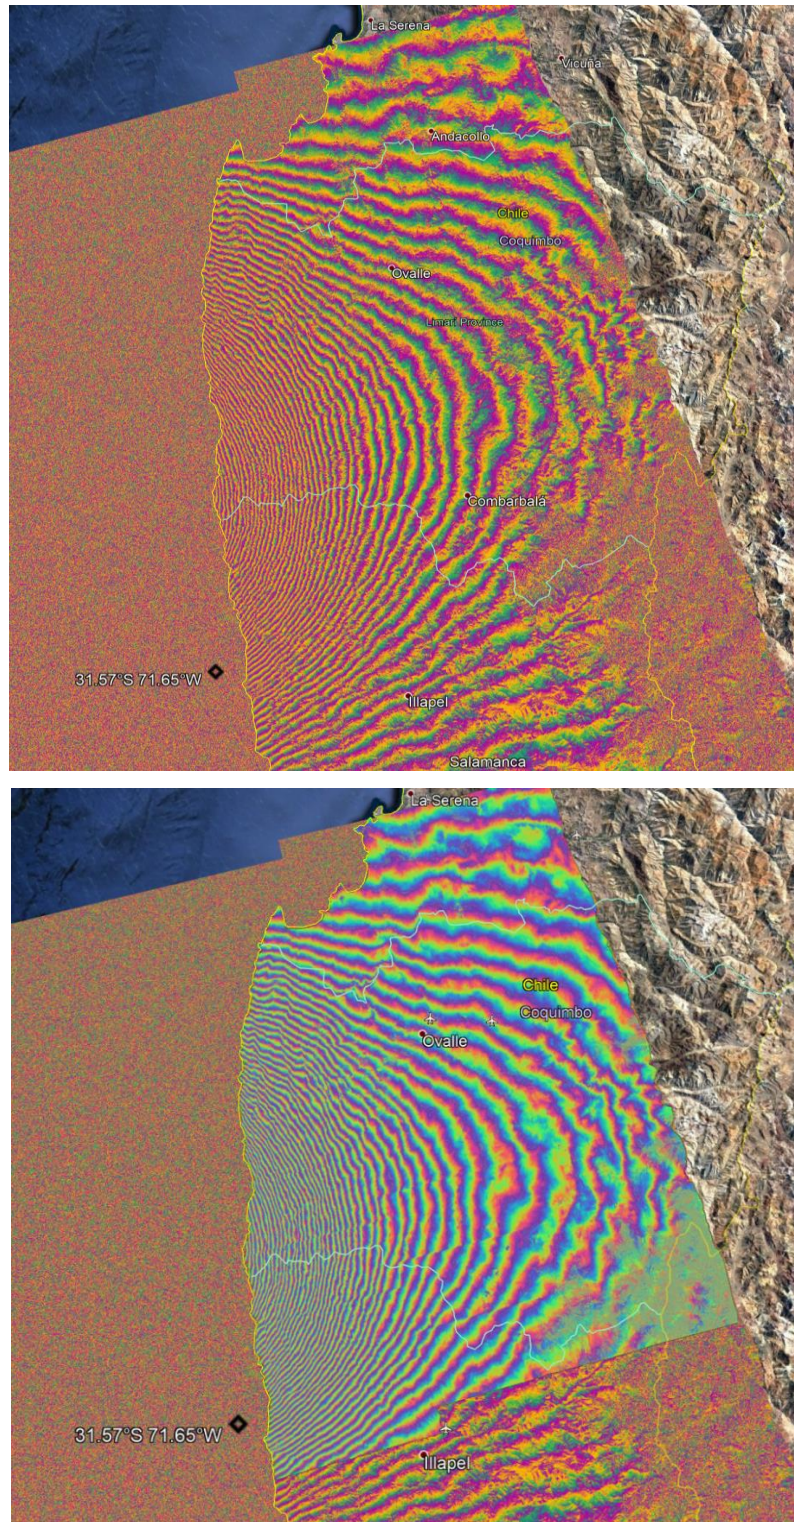 La Serena
Vicuña
Andacollo
Chile
Coquimbo
Ovalle
Limarí Province
Combarbalá
31.57°S 71.65°W
Illapel
Salamanca
La Serena
Chile
Coquimbo
Ovalle
31.57°S 71.65°W
Illapel